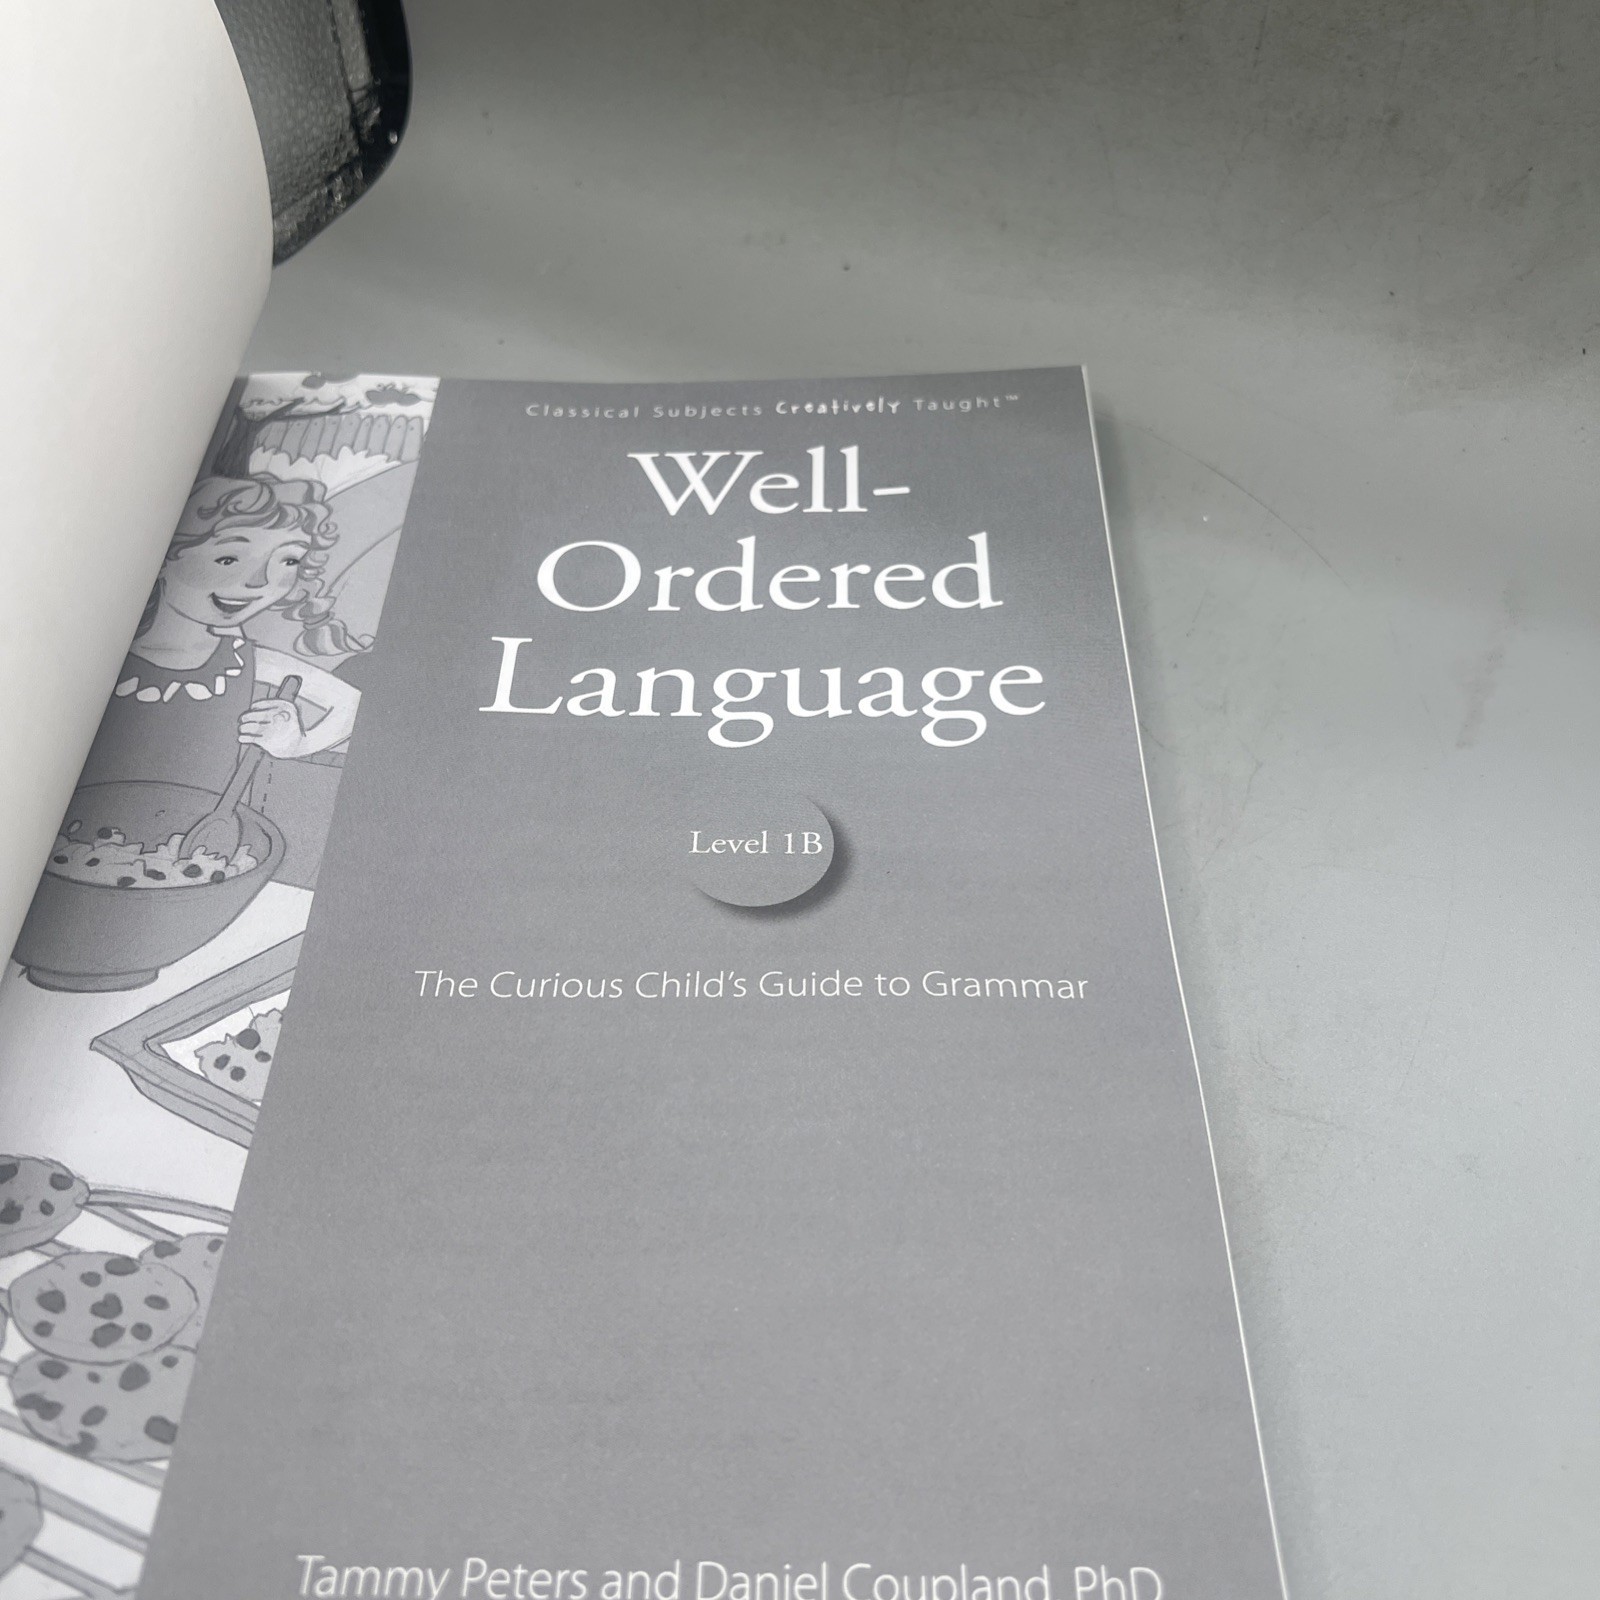 Classical Subjects Creatively Taught™
Well-
Ordered
Language
Level 1B
The Curious Child's Guide to Grammar
Tammy Peters and Daniel Coupland, PhD